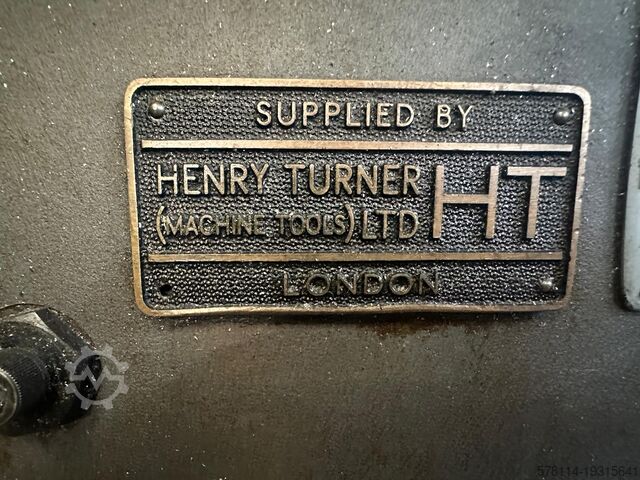 SUPPLIED BY
HENRY TURNER
(MACHINE TOOLS) LTD
HT
LONDON
578114-19315641